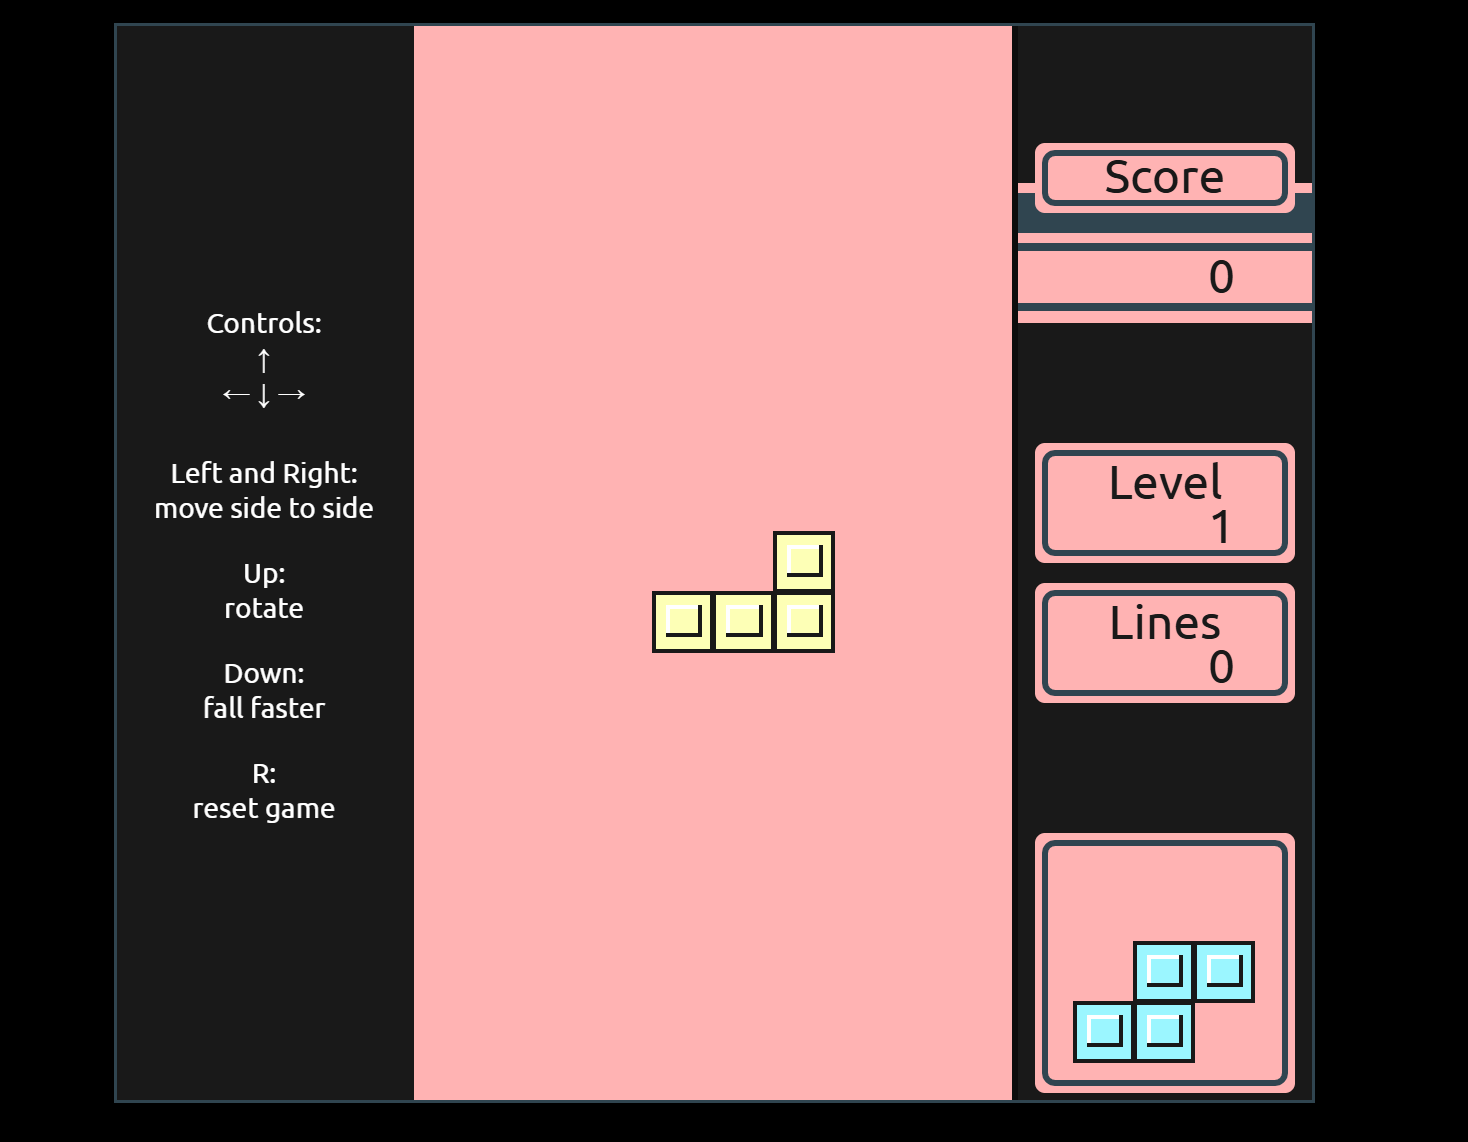 Controls:
↑
←↓→
Left and Right:
move side to side
Up:
rotate
Down:
fall faster
R:
reset game
Score
0
Level
1
Lines
0